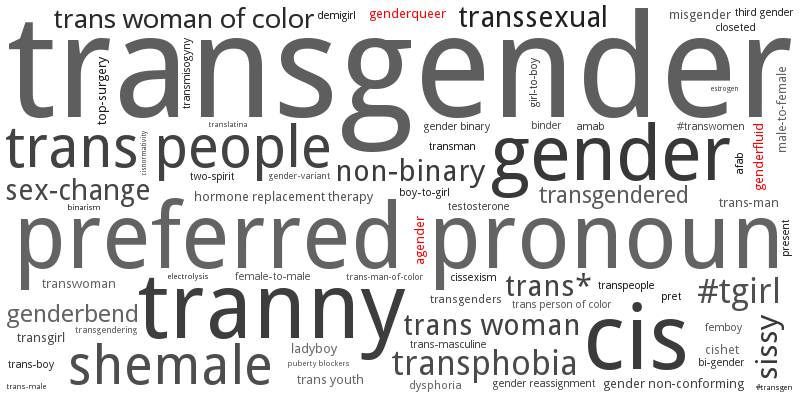 trans woman of color
demigirl
genderqueer
transsexual
misgender
third gender
closeted
transgender
top-surgery
transmisogyny
girl-to-boy
estrogen
male-to-female
translatina
gender binary
binder
amab
#transwomen
trans people
cisnormativity
transman
gender
afab
genderfluid
two-spirit
gender-variant
non-binary
sex-change
hormone replacement therapy
boy-to-girl
transgendered
trans-man
binarism
testosterone
preferred pronoun
agender
present
electrolysis
female-to-male
trans-man-of-color
cissexism
transwoman
tranny
transgenders
trans*
transpeople
pret
#tgirl
trans person of color
genderbend
transgendering
transgirl
trans woman
cis
femboy
sissy
trans-masculine
ladyboy
cishet
trans-boy
shemale
puberty blockers
transphobia
bi-gender
trans-male
trans youth
dysphoria
gender reassignment
gender non-conforming
#transgen